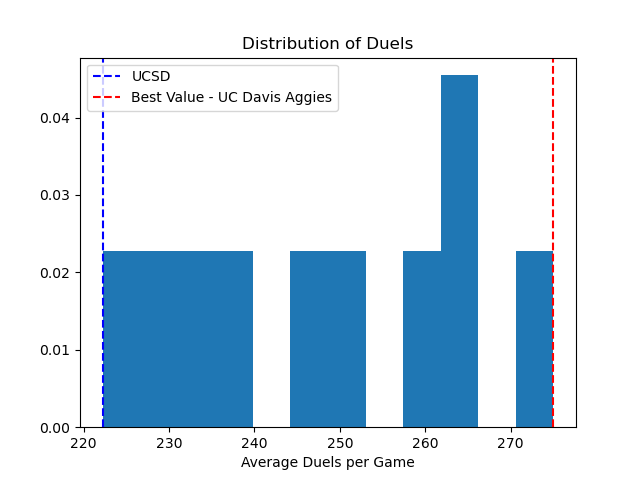 Distribution of Duels
UCSD
Best Value - UC Davis Aggies
0.04
0.03
0.02
0.01
0.00
220 230 240 250 260 270
Average Duels per Game